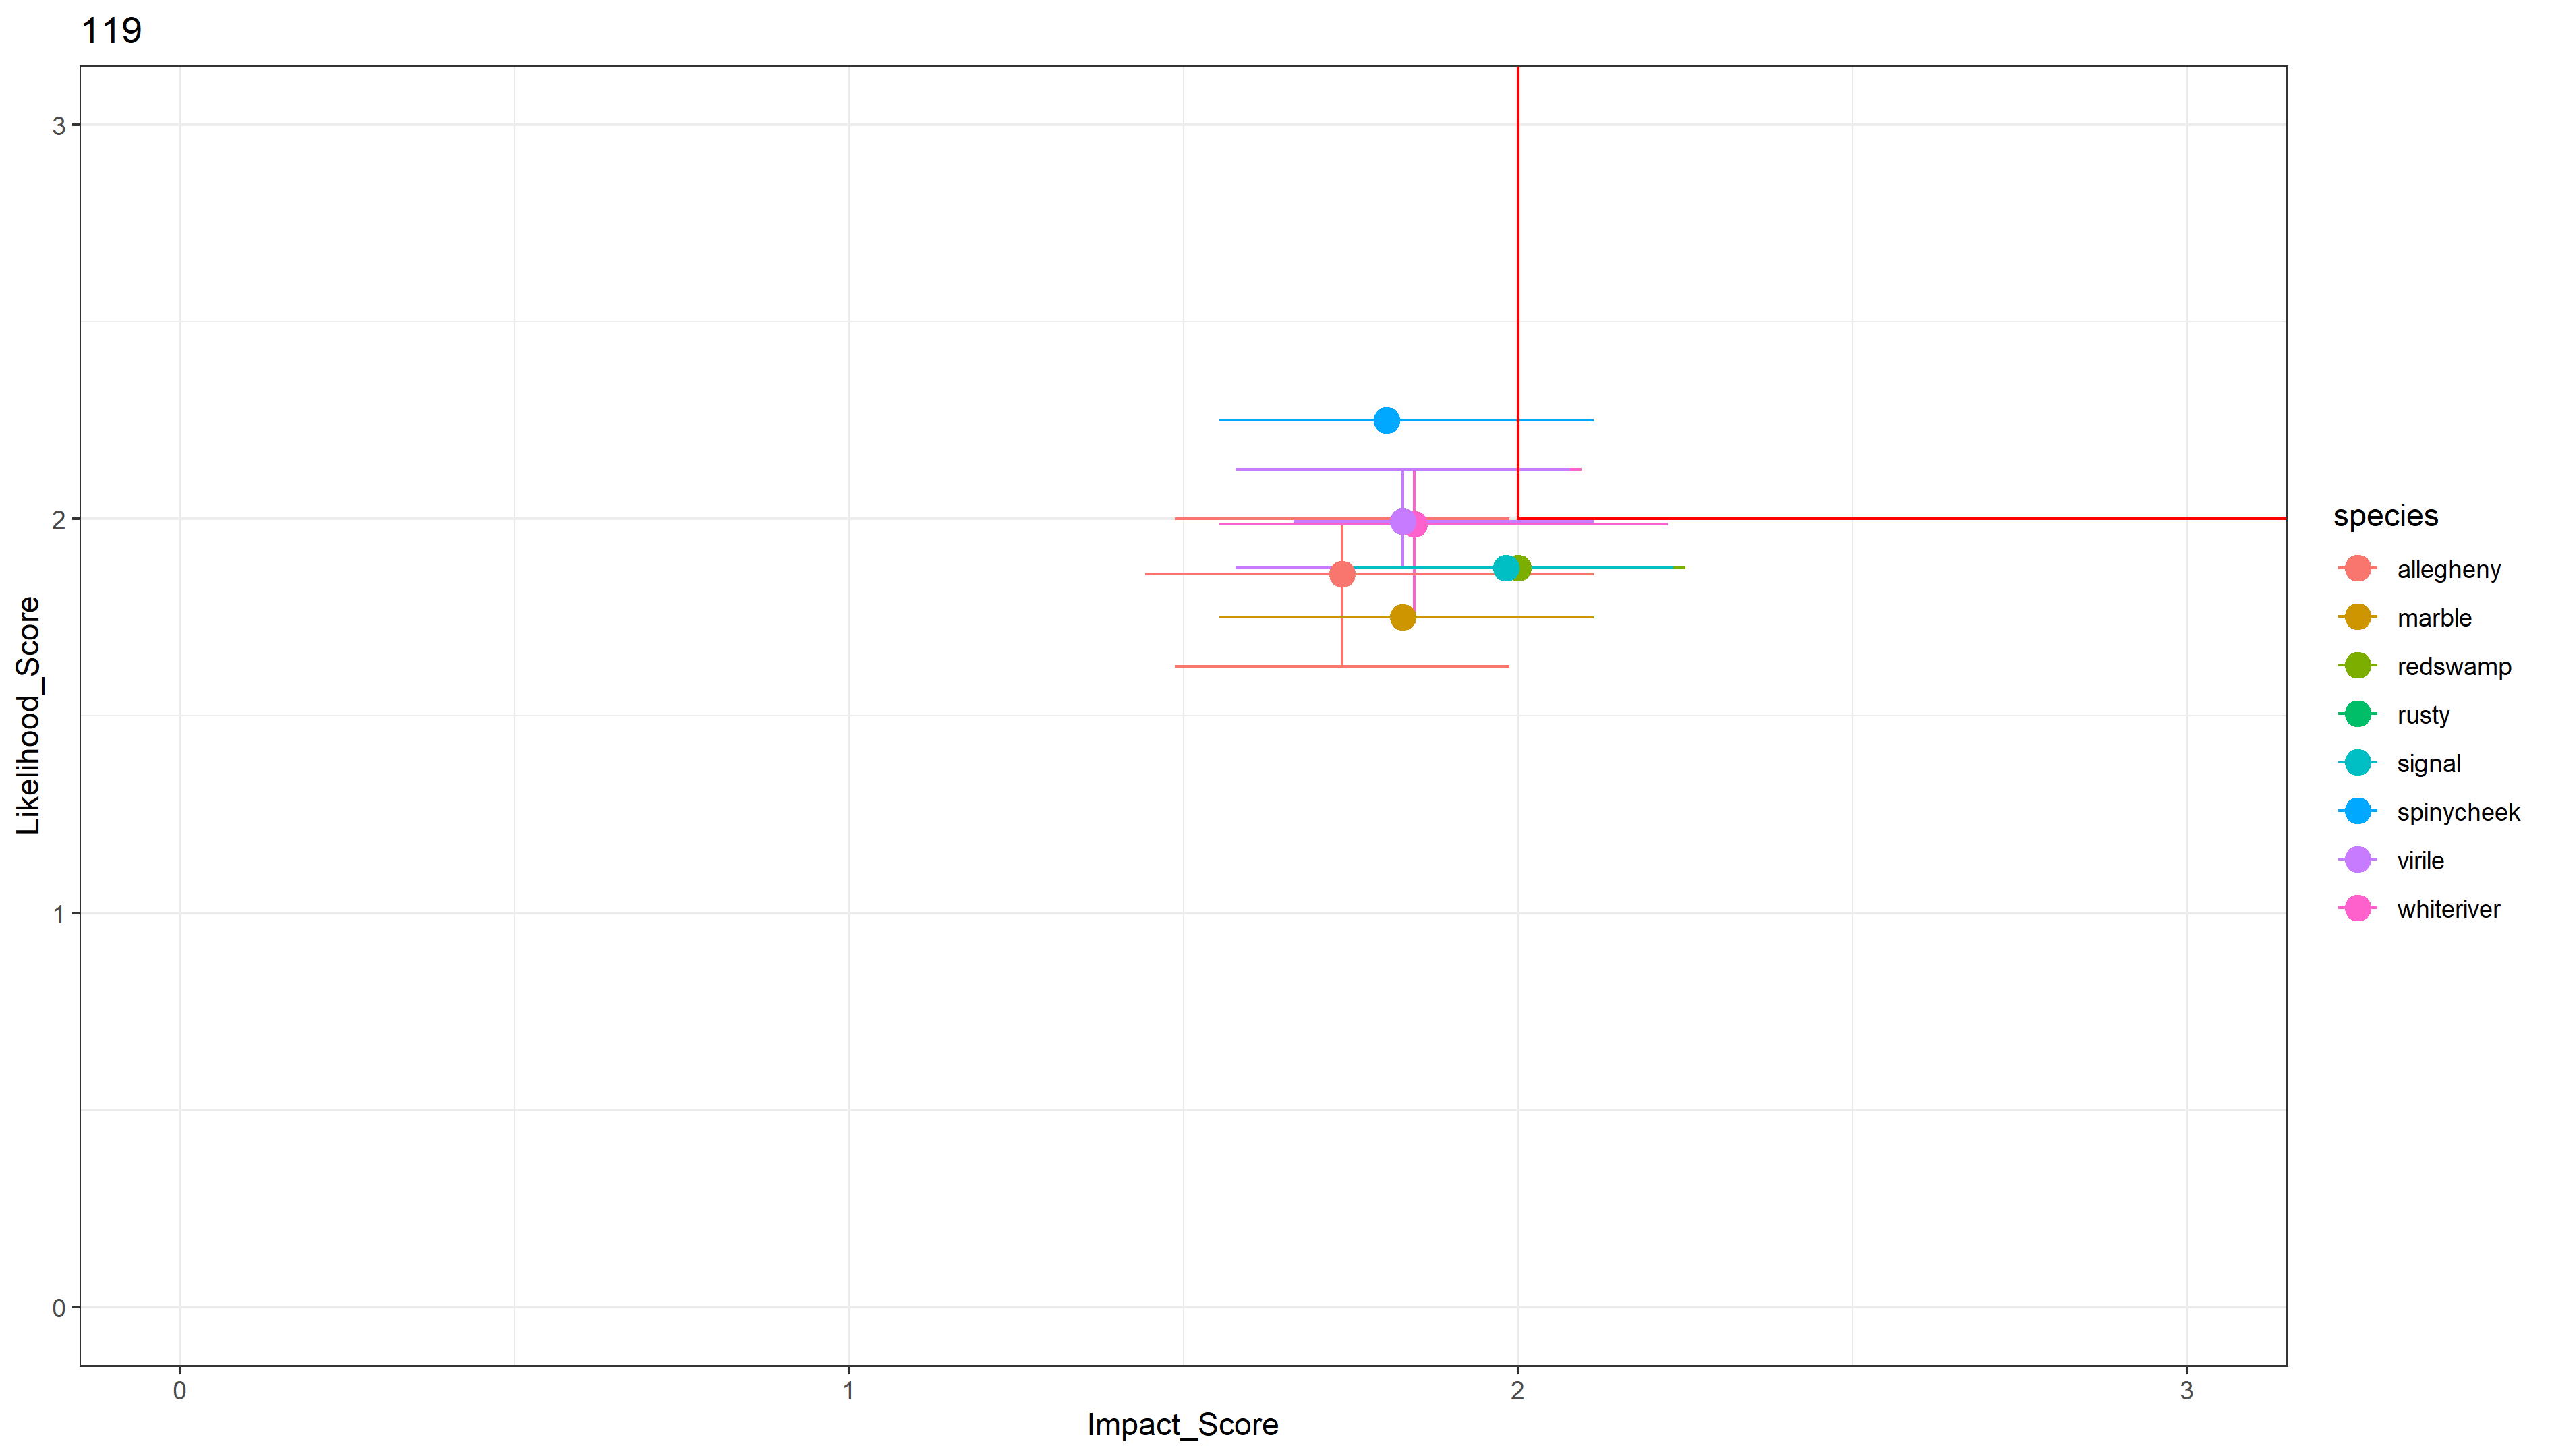 119
3
2
1
0
Likelihood_Score
0 1 2 3
Impact_Score
species
allegheny
marble
redswamp
rusty
signal
spinycheek
virile
whiteriver